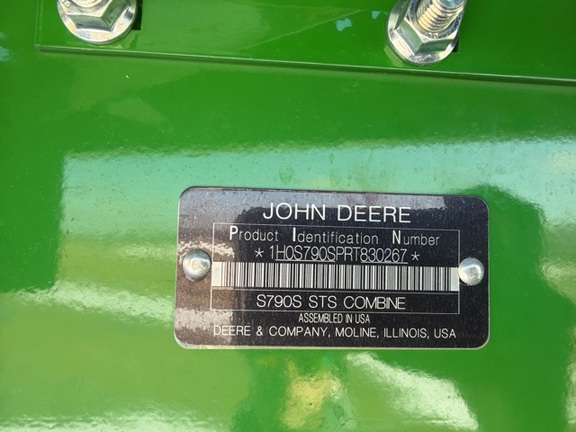 JOHN DEERE
Product Identification Number
* 1H0S790SPRT830267 *
S790S STS COMBINE
ASSEMBLED IN USA
DEERE & COMPANY, MOLINE, ILLINOIS, USA